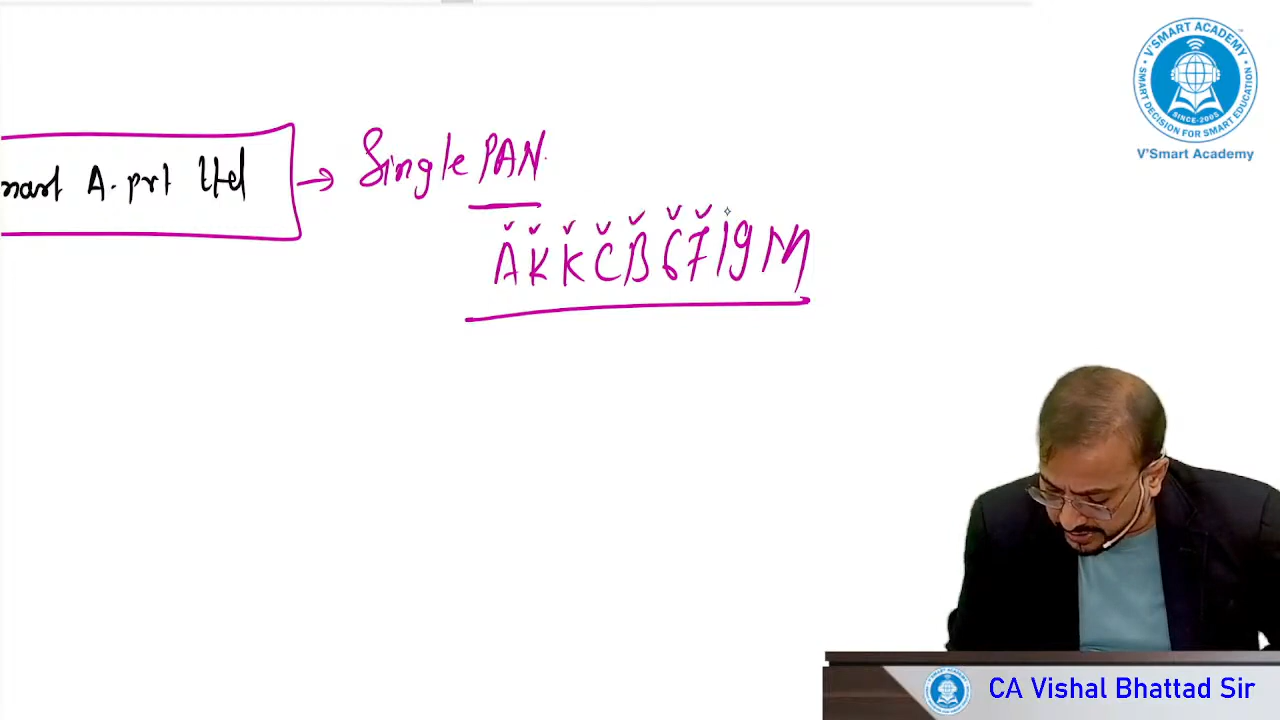 V'SMART ACADEMY
SMART DECISION FOR SMART EDUCATION
SINCE-2005
V'Smart Academy
mart A. pvt Ltd → Single PAN.
AKKCB6719M
CA Vishal Bhattad Sir